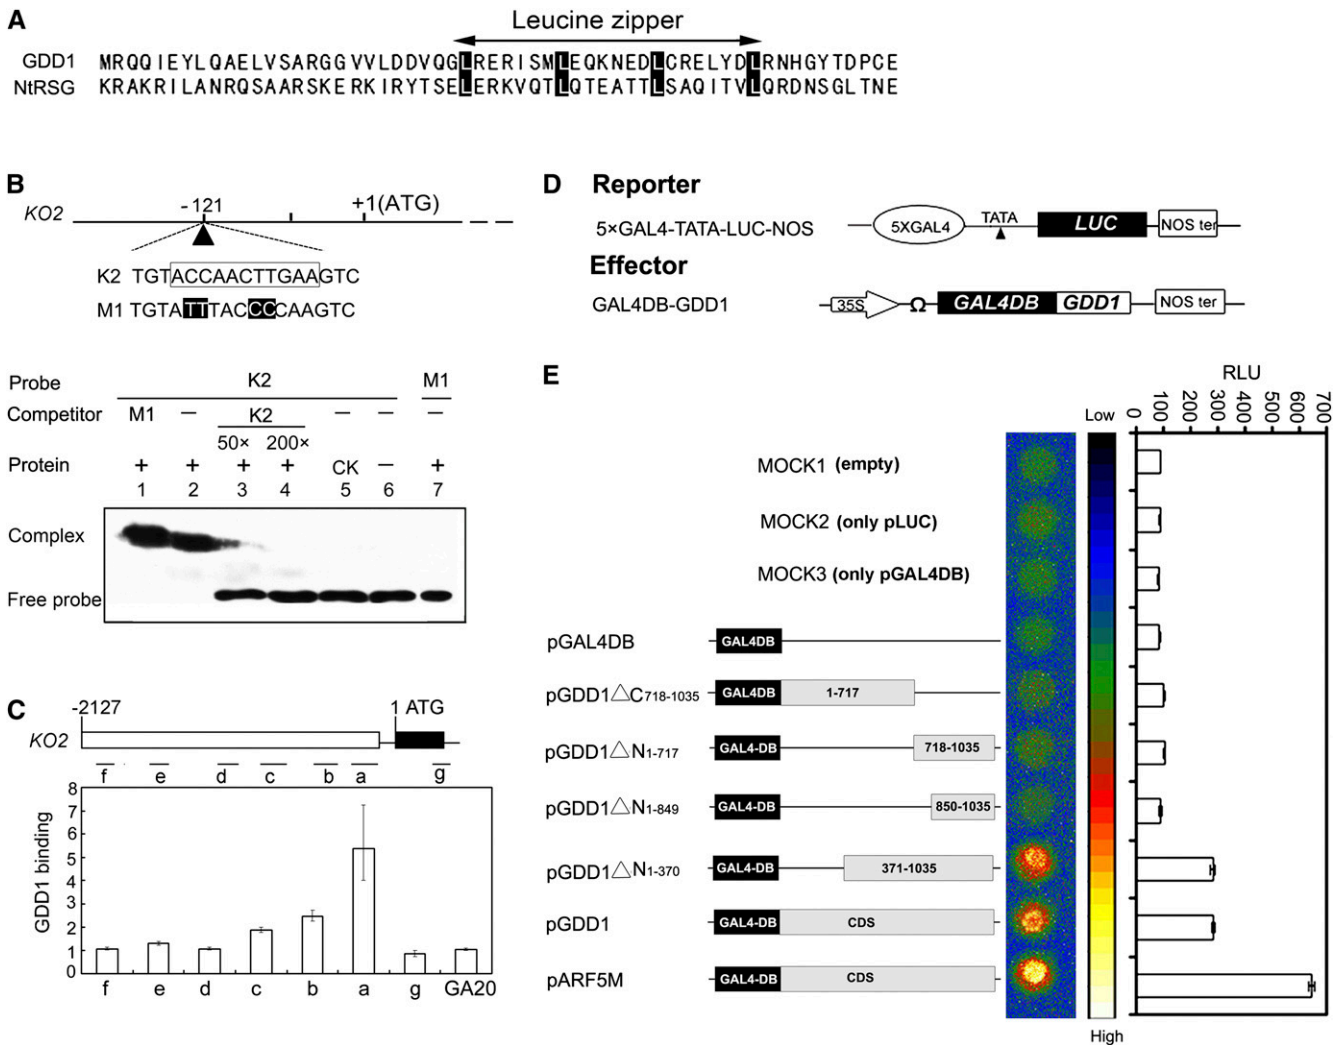 A
Leucine zipper
GDD1 MRQQIEYLQAELVSARGGVVLDDVQGLRERISMLEQKNEDLCRELYDLRNHGYTDPCE
NtRSG KRAKRILANRQSAARSKERKIRYTSELERKVQTLQTEATTLSAQITVLQRDNSGLTNE
B
-121
+1(ATG)
KO2
K2 TGTACCAACTTGAAGTC
M1 TGTATTTACCCCAAGTC
Probe K2 M1
Competitor M1 — K2 — — —
50× 200×
Protein + + + + CK — +
1 2 3 4 5 6 7
Complex
Free probe
C
-2127 1 ATG
KO2
f e d c b a g
8
7
6
5
4
3
2
1
0
GDD1 binding
f e d c b a g GA20
D
Reporter
5×GAL4-TATA-LUC-NOS 5XGAL4 TATA LUC NOS ter
Effector
GAL4DB-GDD1 35S Ω GAL4DB GDD1 NOS ter
E
RLU
Low
0 100 200 300 400 500 600 700
MOCK1 (empty)
MOCK2 (only pLUC)
MOCK3 (only pGAL4DB)
pGAL4DB GAL4DB
pGDD1△C718-1035 GAL4DB 1-717
pGDD1△N1-717 GAL4-DB 718-1035
pGDD1△N1-849 GAL4-DB 850-1035
pGDD1△N1-370 GAL4-DB 371-1035
pGDD1 GAL4-DB CDS
pARF5M GAL4-DB CDS
High